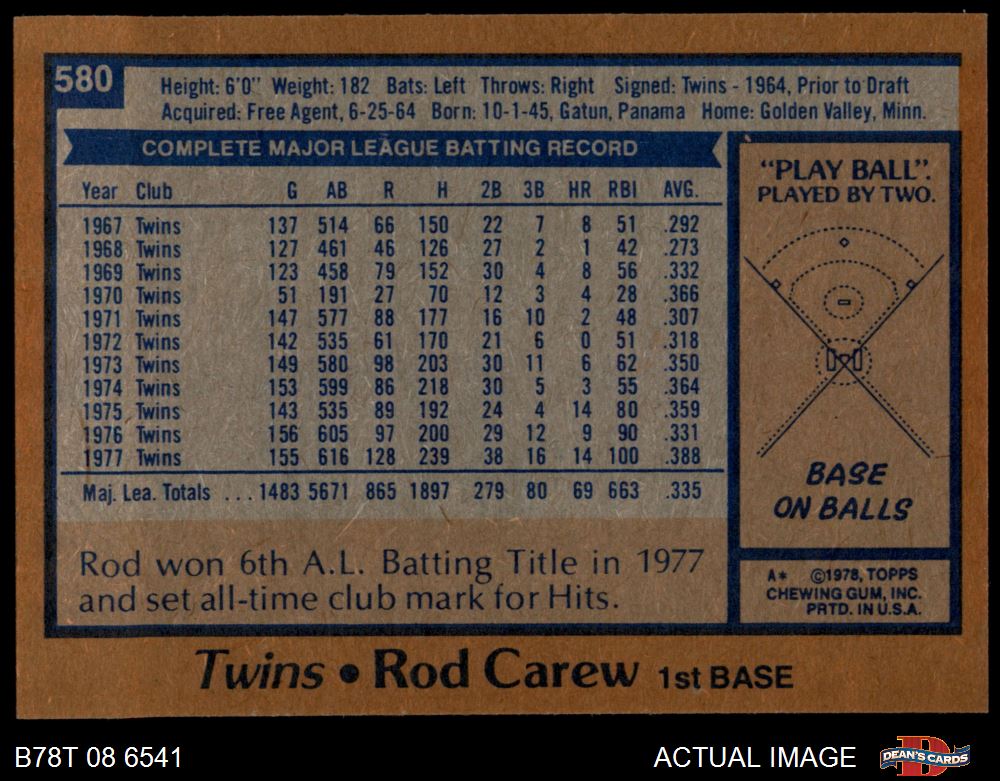 580
Height: 6'0" Weight: 182 Bats: Left Throws: Right Signed: Twins - 1964, Prior to Draft
Acquired: Free Agent, 6-25-64 Born: 10-1-45, Gatun, Panama Home: Golden Valley, Minn.
COMPLETE MAJOR LEAGUE BATTING RECORD
Year Club G AB R H 2B 3B HR RBI AVG.
1967 Twins 137 514 66 150 22 7 8 51 .292
1968 Twins 127 461 46 126 27 2 1 42 .273
1969 Twins 123 458 79 152 30 4 8 56 .332
1970 Twins 51 191 27 70 12 3 4 28 .366
1971 Twins 147 577 88 177 16 10 2 48 .307
1972 Twins 142 535 61 170 21 6 0 51 .318
1973 Twins 149 580 98 203 30 11 6 62 .350
1974 Twins 153 599 86 218 30 5 3 55 .364
1975 Twins 143 535 89 192 24 4 14 80 .359
1976 Twins 156 605 97 200 29 12 9 90 .331
1977 Twins 155 616 128 239 38 16 14 100 .388
Maj. Lea. Totals ... 1483 5671 865 1897 279 80 69 663 .335
Rod won 6th A.L. Batting Title in 1977
and set all-time club mark for Hits.
"PLAY BALL".
PLAYED BY TWO.
BASE
ON BALLS
A* ©1978, TOPPS
CHEWING GUM, INC.
PRTD. IN U.S.A.
Twins • Rod Carew 1st BASE
B78T 08 6541
ACTUAL IMAGE
DEAN'S CARDS